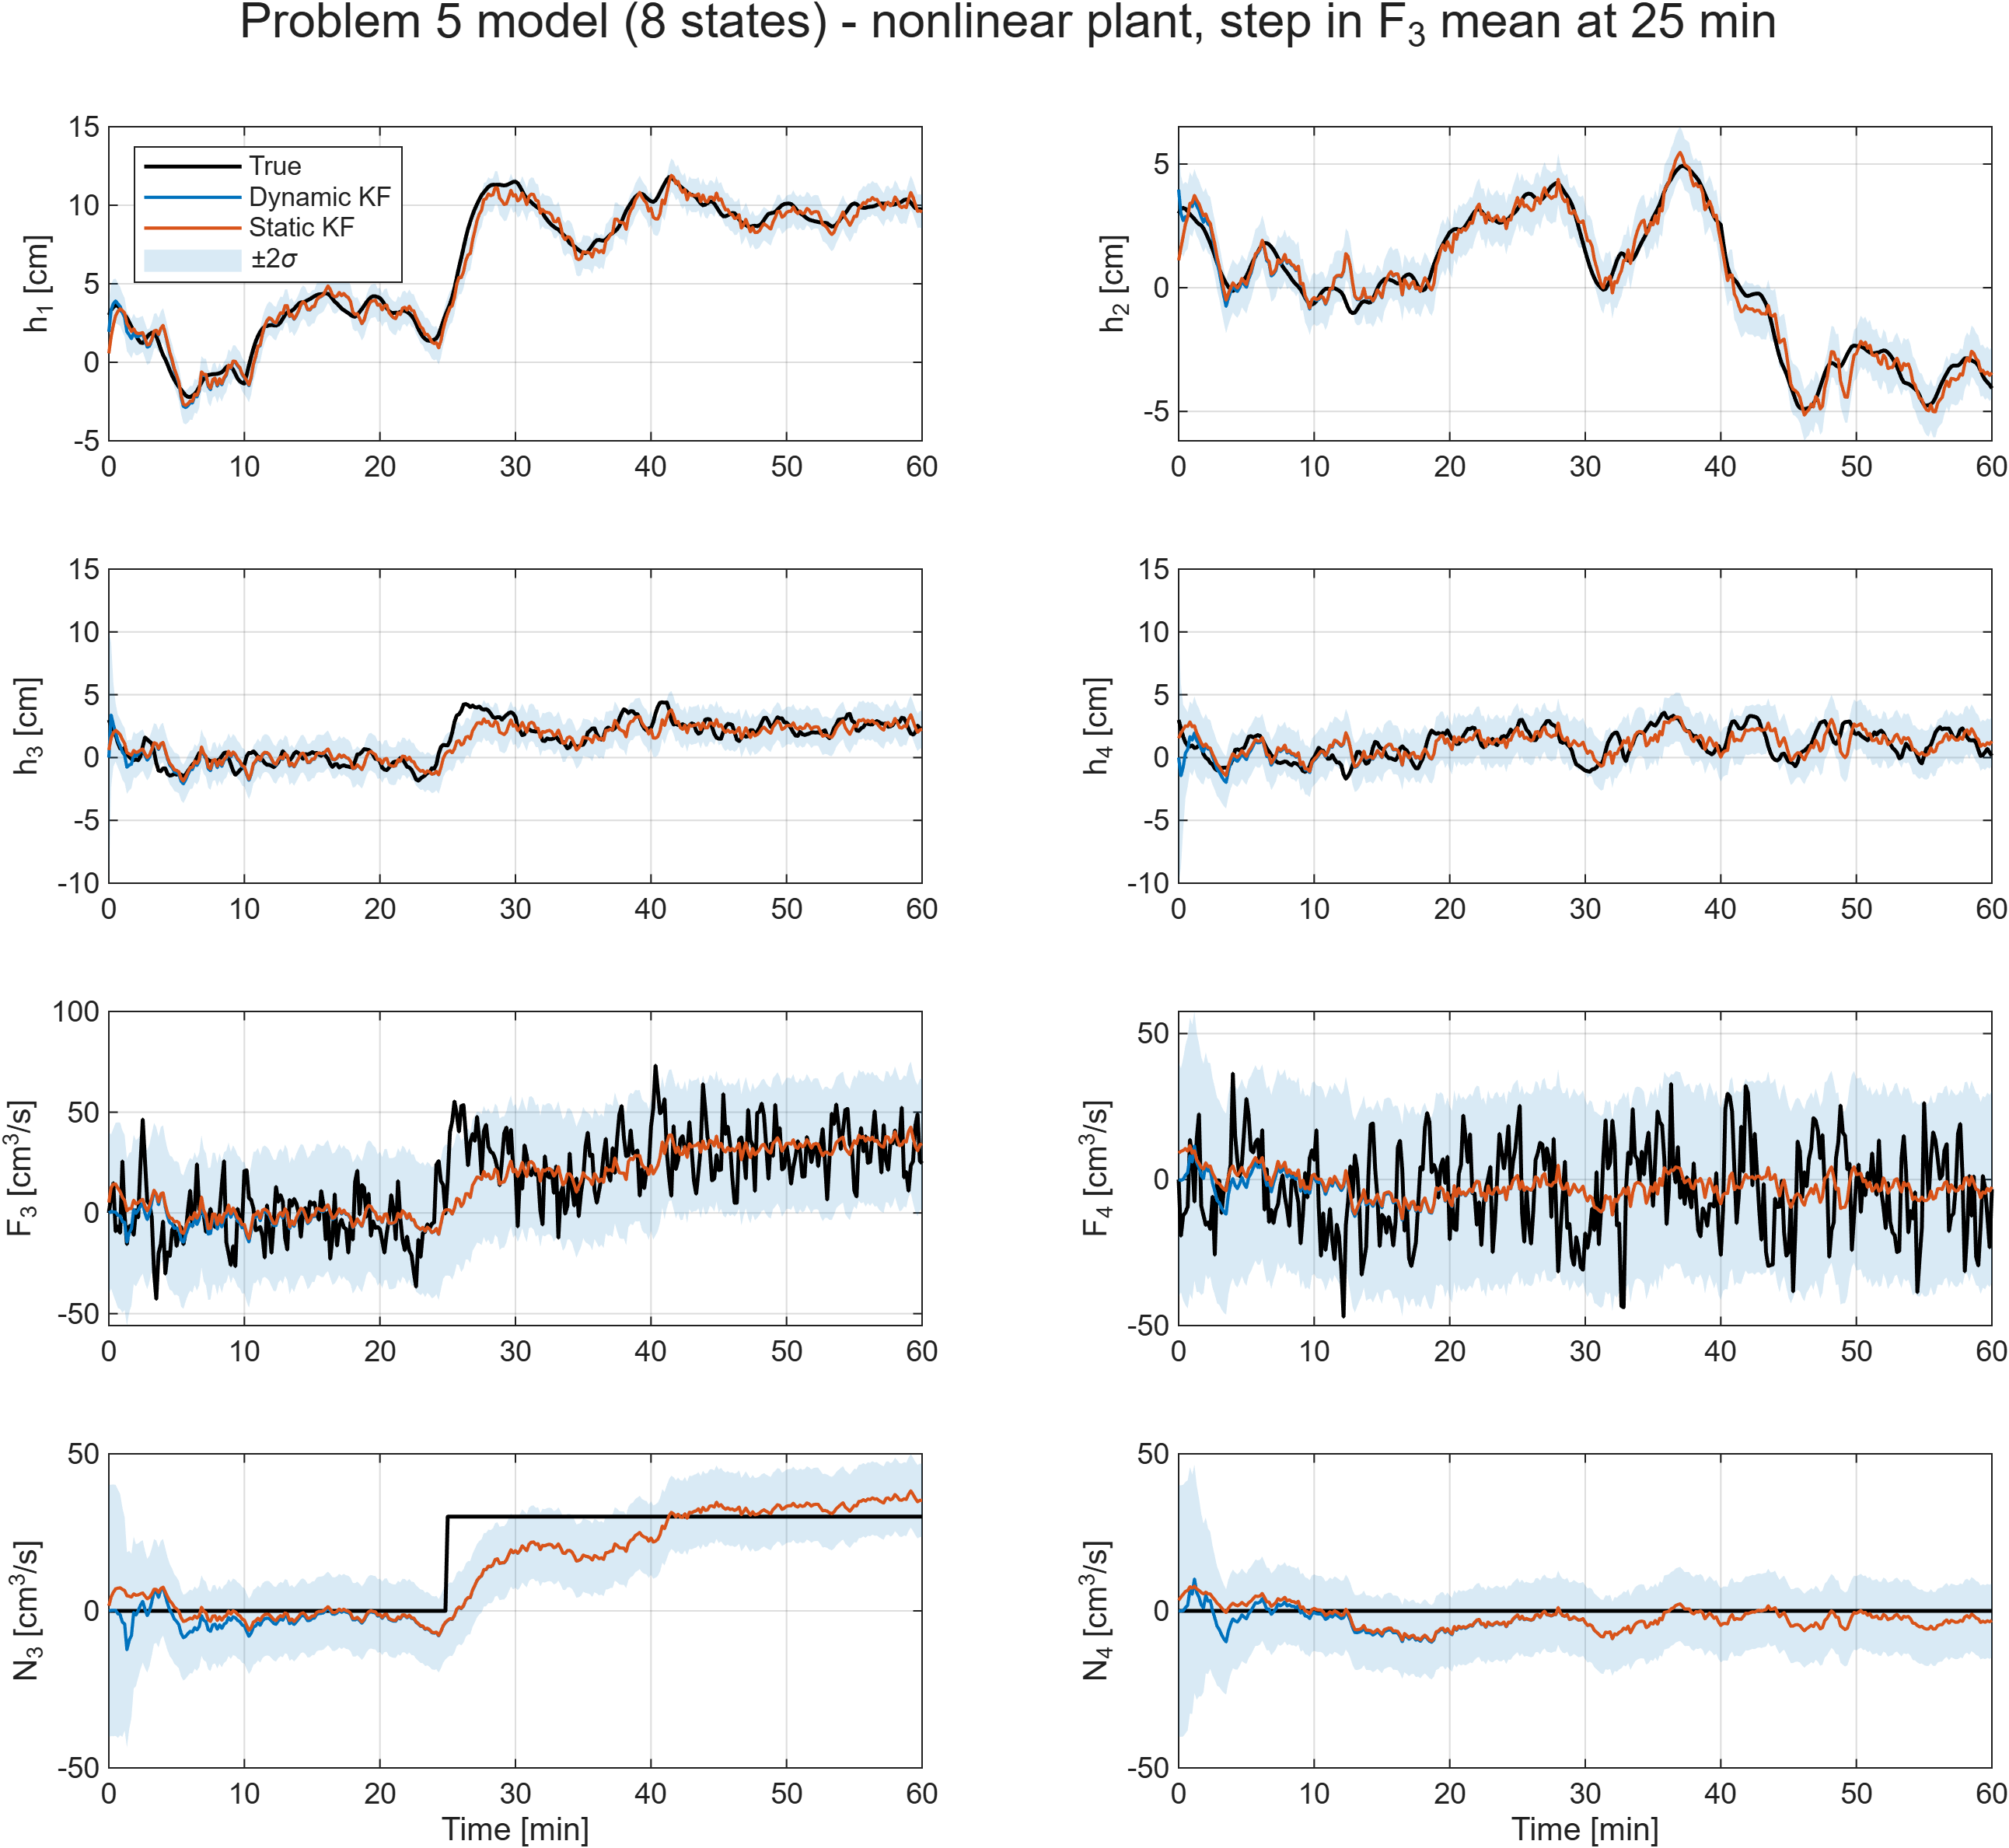 Problem 5 model (8 states) - nonlinear plant, step in F₃ mean at 25 min
15
10
5
0
-5
h₁ [cm]
True
Dynamic KF
Static KF
±2σ
0 10 20 30 40 50 60
5
0
-5
h₂ [cm]
0 10 20 30 40 50 60
15
10
5
0
-5
-10
h₃ [cm]
0 10 20 30 40 50 60
15
10
5
0
-5
-10
h₄ [cm]
0 10 20 30 40 50 60
100
50
0
-50
F₃ [cm³/s]
0 10 20 30 40 50 60
50
0
-50
F₄ [cm³/s]
0 10 20 30 40 50 60
50
0
-50
N₃ [cm³/s]
0 10 20 30 40 50 60
Time [min]
50
0
-50
N₄ [cm³/s]
0 10 20 30 40 50 60
Time [min]